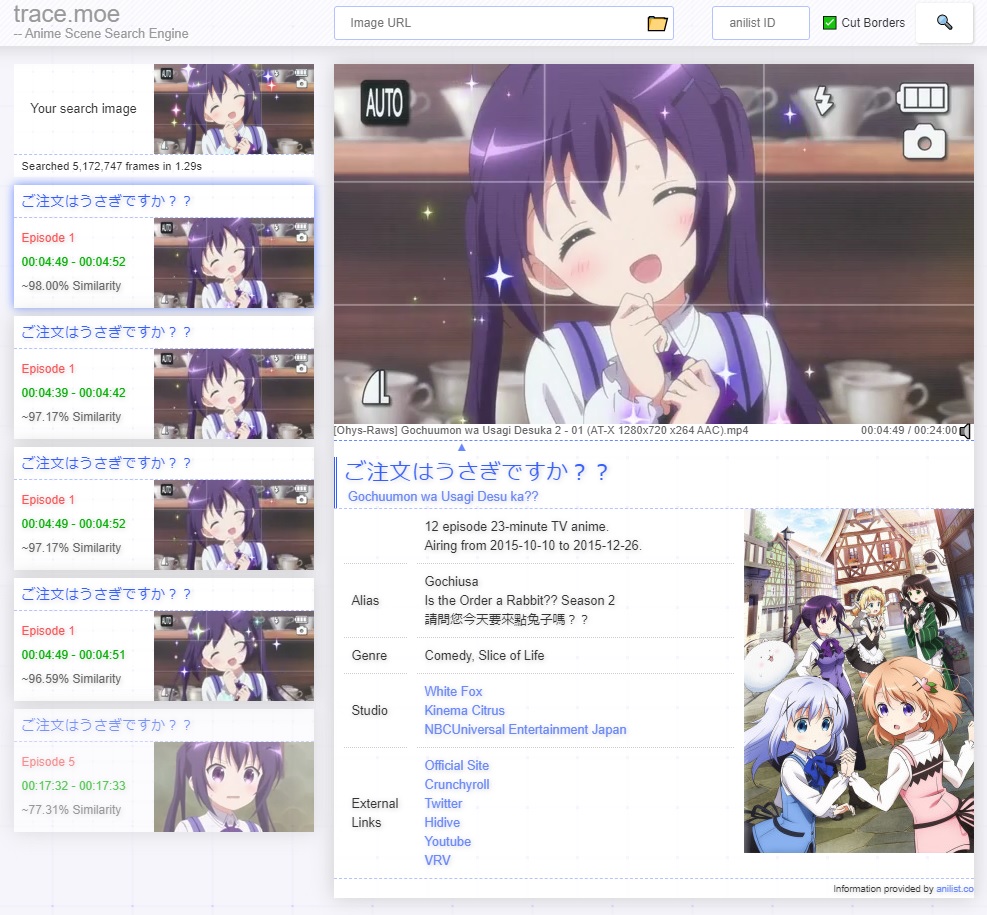 trace.moe
-- Anime Scene Search Engine
Image URL
anilist ID
Cut Borders
Your search image
AUTO
Searched 5,172,747 frames in 1.29s
ご注文はうさぎですか？？
Episode 1
00:04:49 - 00:04:52
~98.00% Similarity
AUTO
ご注文はうさぎですか？？
Episode 1
00:04:39 - 00:04:42
~97.17% Similarity
AUTO
ご注文はうさぎですか？？
Episode 1
00:04:49 - 00:04:52
~97.17% Similarity
AUTO
ご注文はうさぎですか？？
Episode 1
00:04:49 - 00:04:51
~96.59% Similarity
AUTO
ご注文はうさぎですか？？
Episode 5
00:17:32 - 00:17:33
~77.31% Similarity
AUTO
L
[Ohys-Raws] Gochuumon wa Usagi Desuka 2 - 01 (AT-X 1280x720 x264 AAC).mp4
00:04:49 / 00:24:00
ご注文はうさぎですか？？
Gochuumon wa Usagi Desu ka??
12 episode 23-minute TV anime.
Airing from 2015-10-10 to 2015-12-26.
Alias
Gochiusa
Is the Order a Rabbit?? Season 2
請問您今天要來點兔子嗎？？
Genre
Comedy, Slice of Life
Studio
White Fox
Kinema Citrus
NBCUniversal Entertainment Japan
External Links
Official Site
Crunchyroll
Twitter
Hidive
Youtube
VRV
Information provided by anilist.co